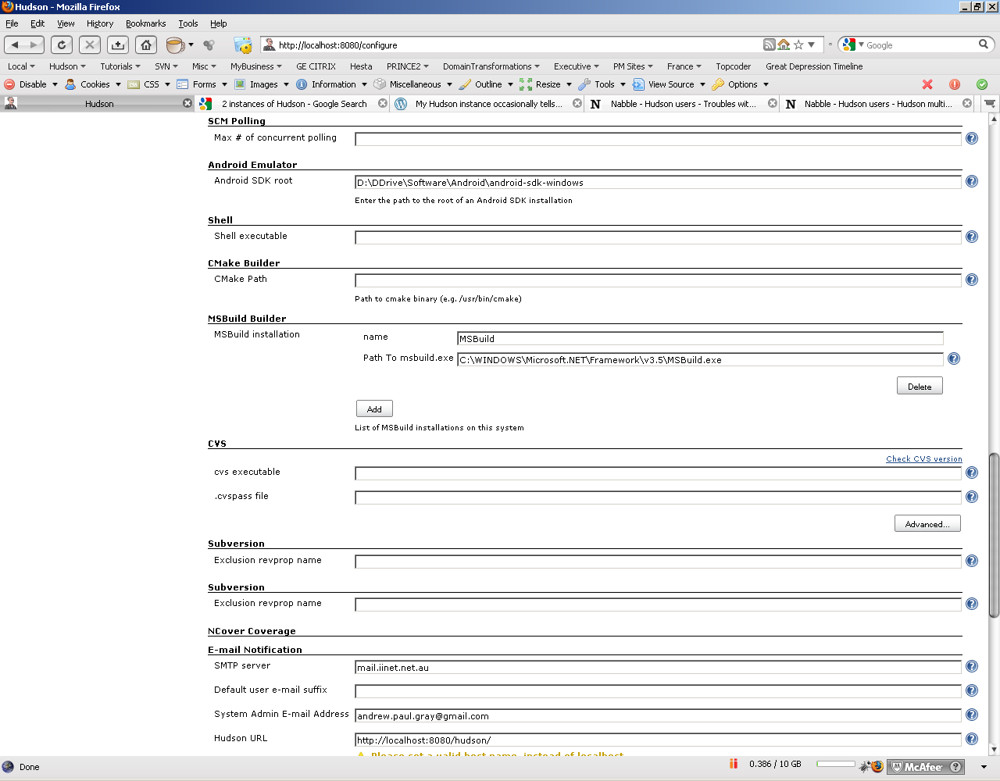 Hudson - Mozilla Firefox
File Edit View History Bookmarks Tools Help
http://localhost:8080/configure Google
Local Hudson Tutorials SVN Misc MyBusiness GE CITRIX Hesta PRINCE2 DomainTransformations Executive PM Sites France Topcoder Great Depression Timeline
Disable Cookies CSS Forms Images Information Miscellaneous Outline Resize Tools View Source Options
Hudson 2 instances of Hudson - Google Search My Hudson instance occasionally tells... Nabble - Hudson users - Troubles wit... Nabble - Hudson users - Hudson multi...
SCM Polling
Max # of concurrent polling
Android Emulator
Android SDK root D:\DDrive\Software\Android\android-sdk-windows
Enter the path to the root of an Android SDK installation
Shell
Shell executable
CMake Builder
CMake Path
Path to cmake binary (e.g. /usr/bin/cmake)
MSBuild Builder
MSBuild installation name MSBuild
Path To msbuild.exe C:\WINDOWS\Microsoft.NET\Framework\v3.5\MSBuild.exe
Delete
Add
List of MSBuild installations on this system
CVS
Check CVS version
cvs executable
.cvspass file
Advanced...
Subversion
Exclusion revprop name
Subversion
Exclusion revprop name
NCover Coverage
E-mail Notification
SMTP server mail.iinet.net.au
Default user e-mail suffix
System Admin E-mail Address andrew.paul.gray@gmail.com
Hudson URL http://localhost:8080/hudson/
Please set a valid host name, instead of localhost
Done 0.386 / 10 GB McAfee